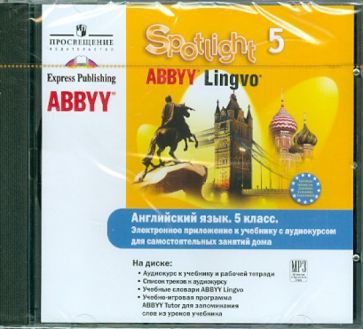 ПРОСВЕЩЕНИЕ
ИЗДАТЕЛЬСТВО
Express Publishing
ABBYY®
Spotlight 5
ABBYY® Lingvo®
Английский язык. 5 класс.
Электронное приложение к учебнику с аудиокурсом
для самостоятельных занятий дома
На диске:
• Аудиокурс к учебнику и рабочей тетради
• Список треков к аудиокурсу
• Учебные словари ABBYY Lingvo
• Учебно-игровая программа
ABBYY Tutor для запоминания
слов из уроков учебника
MP3